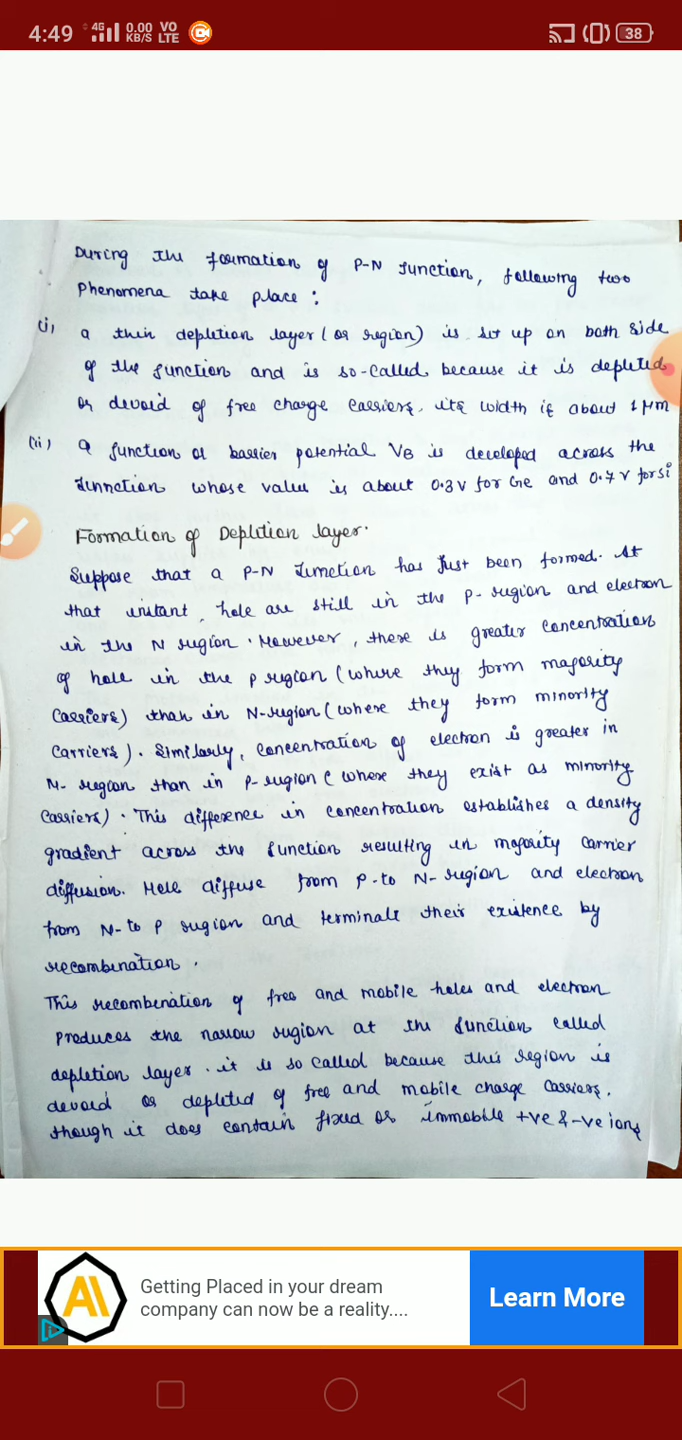 4:49 4G 0.00 KB/S VO LTE 38
During the formation of P-N Junction, following two
Phenomena take place :
(i) a thin depletion layer (or region) is set up on both side
of the junction and is so-called because it is depleted
or devoid of free charge carriers. its width is about 1 μm
(ii) a junction or barrier potential VB is developed across the
Junnction whose value is about 0.3 v for Ge and 0.7 v for si
Formation of Depletion layer.
Suppose that a P-N Junction has Just been formed. At
that instant, hole are still in the P-region and electron
in the N region. However, there is greater concentration
of hole in the p region (where they form majority
carriers) than in N-region (where they form minority
carriers). Similarly, concentration of electron is greater in
N- region than in P-region ( where they exist as minority
carriers). This difference in concentration establishes a density
gradient across the junction resulting in majority carrier
diffusion. Hole diffuse from P-to N-region and electron
from N-to P region and terminate their existence by
recombination.
This recombination of free and mobile holes and electron
Produces the narrow region at the junction called
depletion layer. it is so called because this region is
devoid or depleted of free and mobile charge carriers.
though it does contain fixed or immobile +ve & -ve ions
Getting Placed in your dream
company can now be a reality....
Learn More